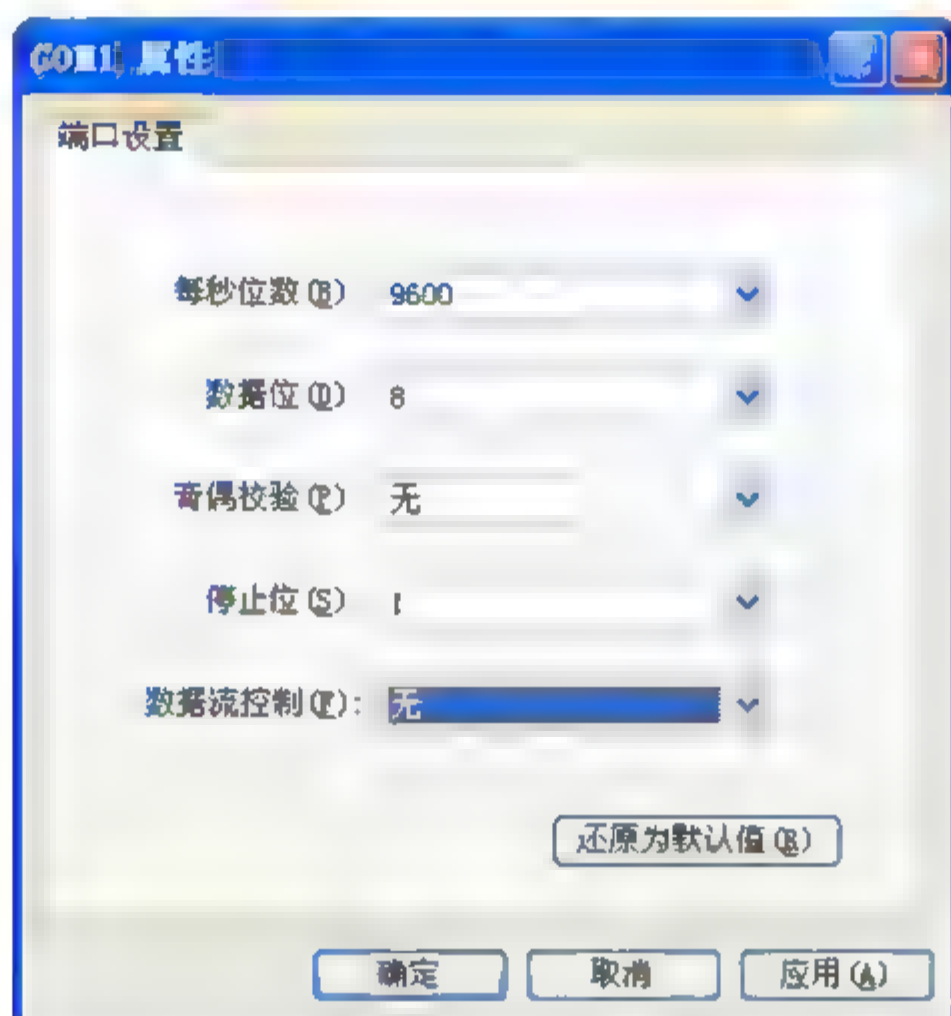 COM1 属性
端口设置
每秒位数(B) 9600
数据位(D) 8
奇偶校验(P) 无
停止位(S) 1
数据流控制(F): 无
还原为默认值(R)
确定 取消 应用(A)